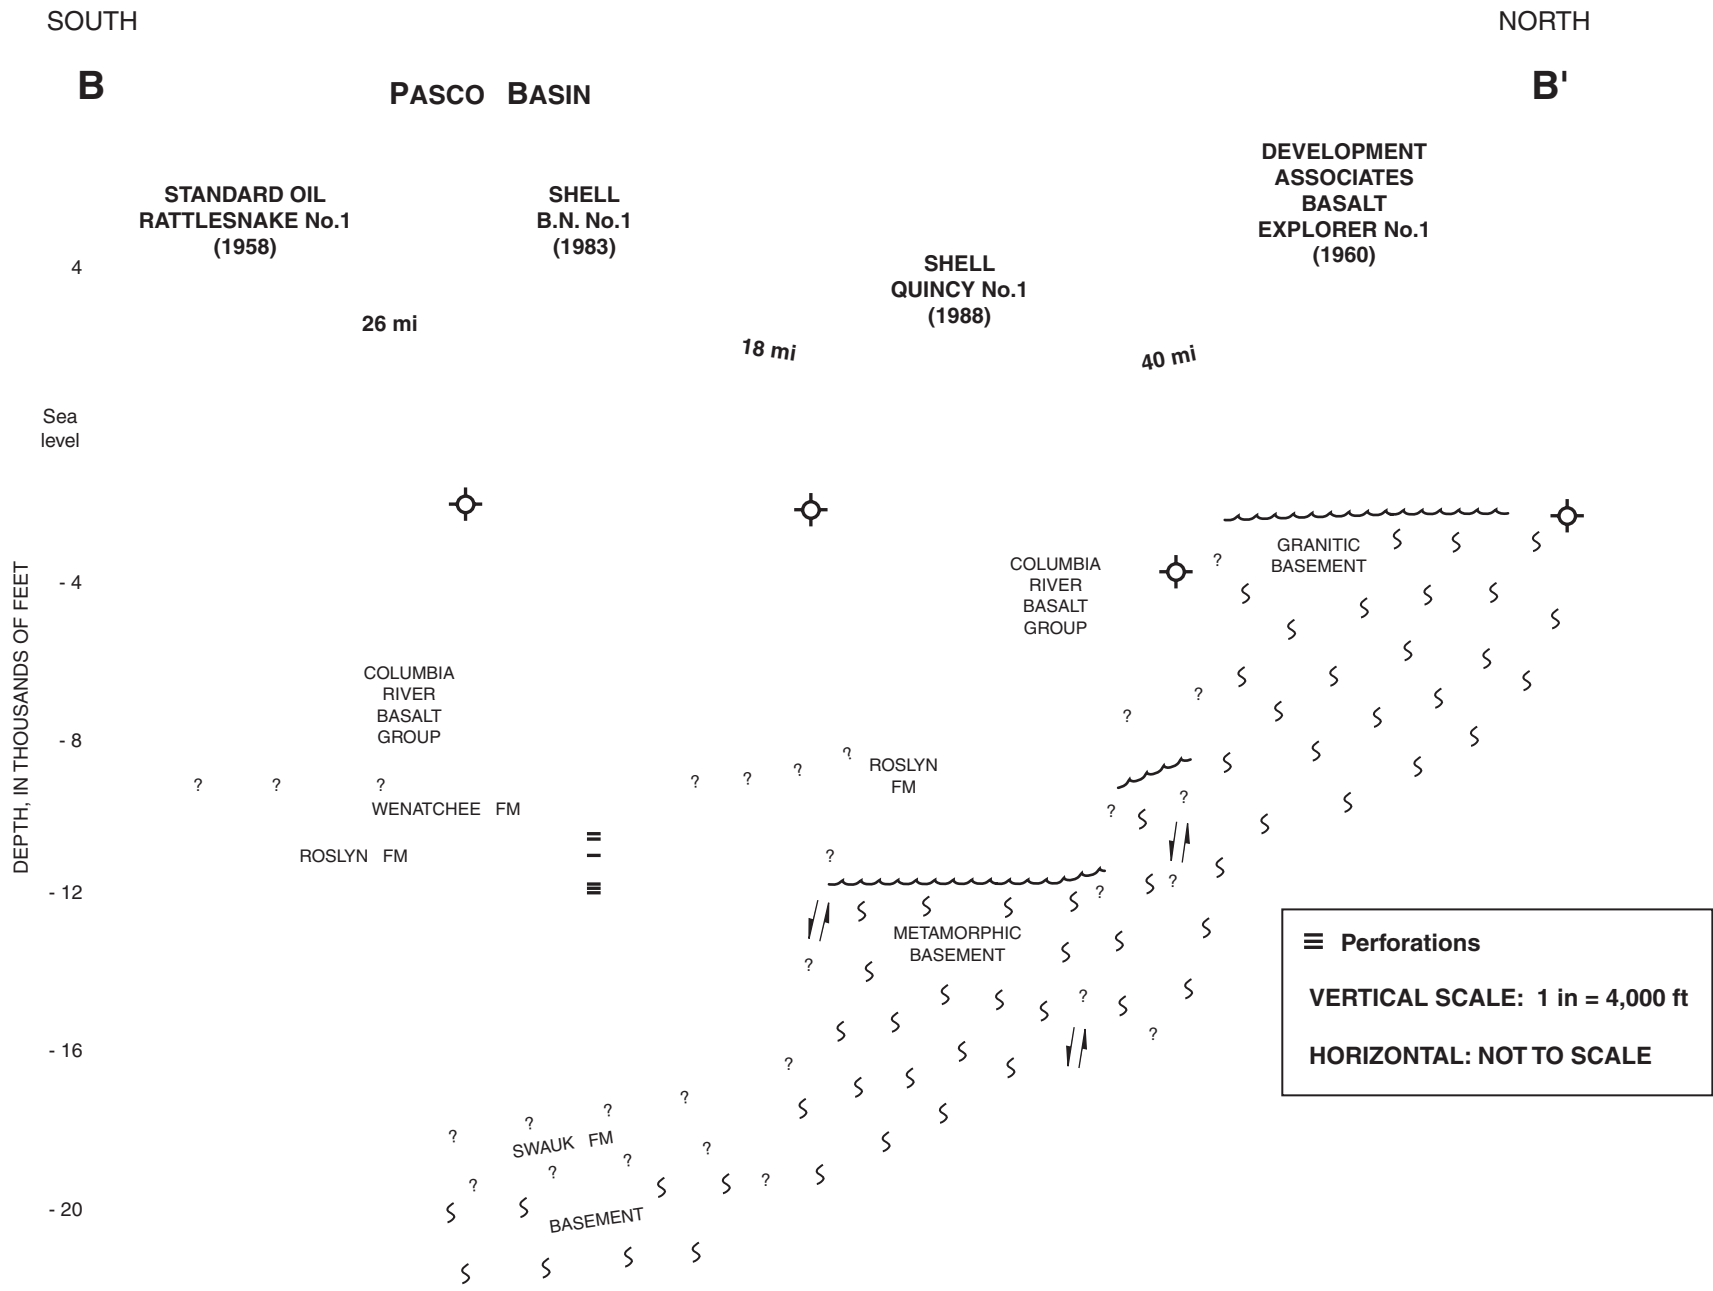 SOUTH
NORTH
B
PASCO BASIN
B'
STANDARD OIL
RATTLESNAKE No.1
(1958)
SHELL
B.N. No.1
(1983)
SHELL
QUINCY No.1
(1988)
DEVELOPMENT
ASSOCIATES
BASALT
EXPLORER No.1
(1960)
26 mi
18 mi
40 mi
4
Sea
level
- 4
- 8
- 12
- 16
- 20
DEPTH, IN THOUSANDS OF FEET
COLUMBIA
RIVER
BASALT
GROUP
? ? ?
WENATCHEE FM
ROSLYN FM
? ? ? ?
ROSLYN
FM
COLUMBIA
RIVER
BASALT
GROUP
GRANITIC
BASEMENT
?
?
?
?
?
?
?
?
METAMORPHIC
BASEMENT
?
?
?
?
? ? ? ?
SWAUK FM
? ? ? ? ?
BASEMENT
Perforations
VERTICAL SCALE: 1 in = 4,000 ft
HORIZONTAL: NOT TO SCALE